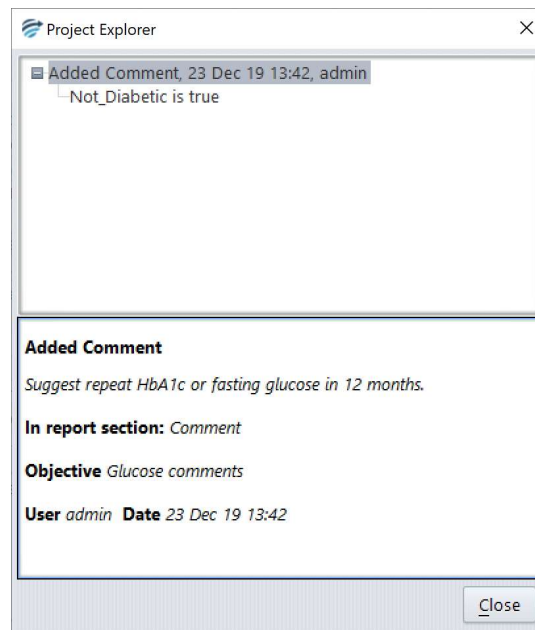 Project Explorer
Added Comment, 23 Dec 19 13:42, admin
Not_Diabetic is true
Added Comment
Suggest repeat HbA1c or fasting glucose in 12 months.
In report section: Comment
Objective Glucose comments
User admin Date 23 Dec 19 13:42
Close